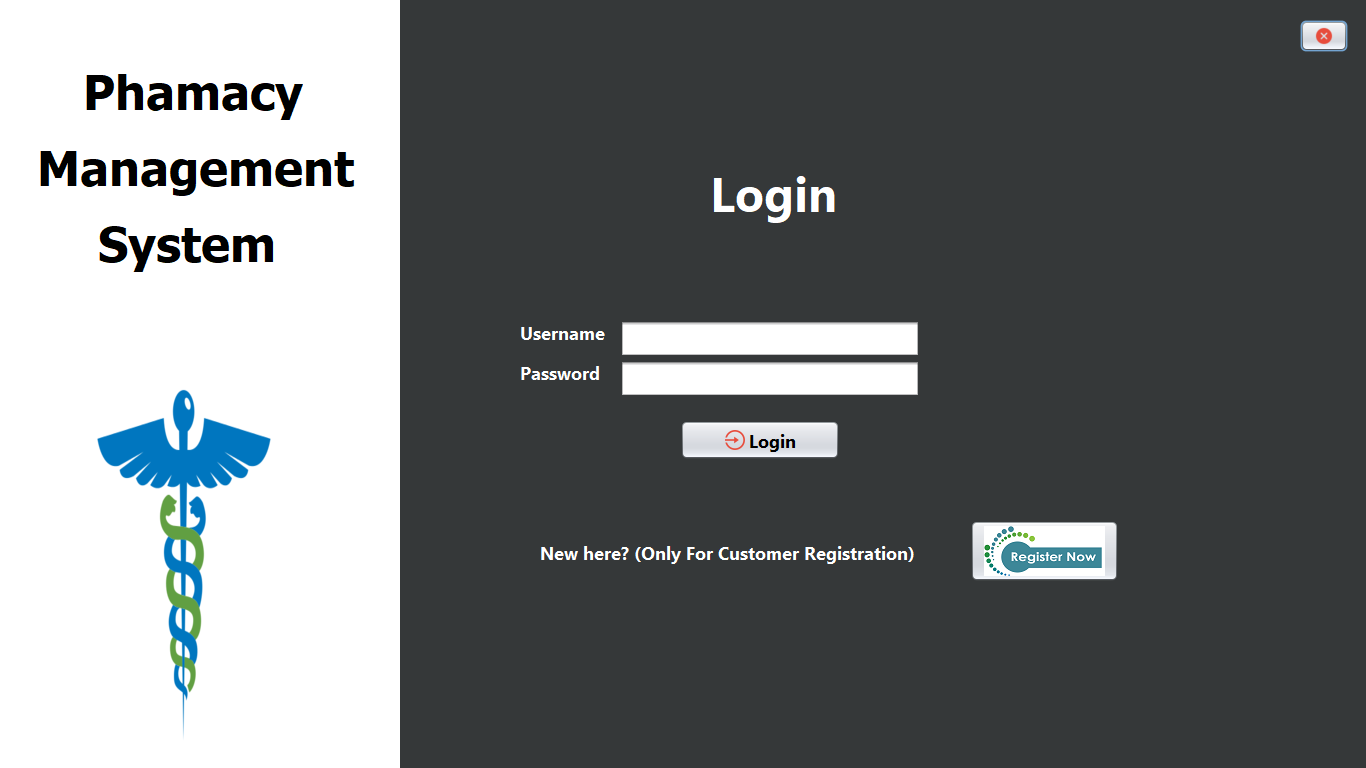 Phamacy
Management
System
Login
Username
Password
Login
New here? (Only For Customer Registration)
Register Now